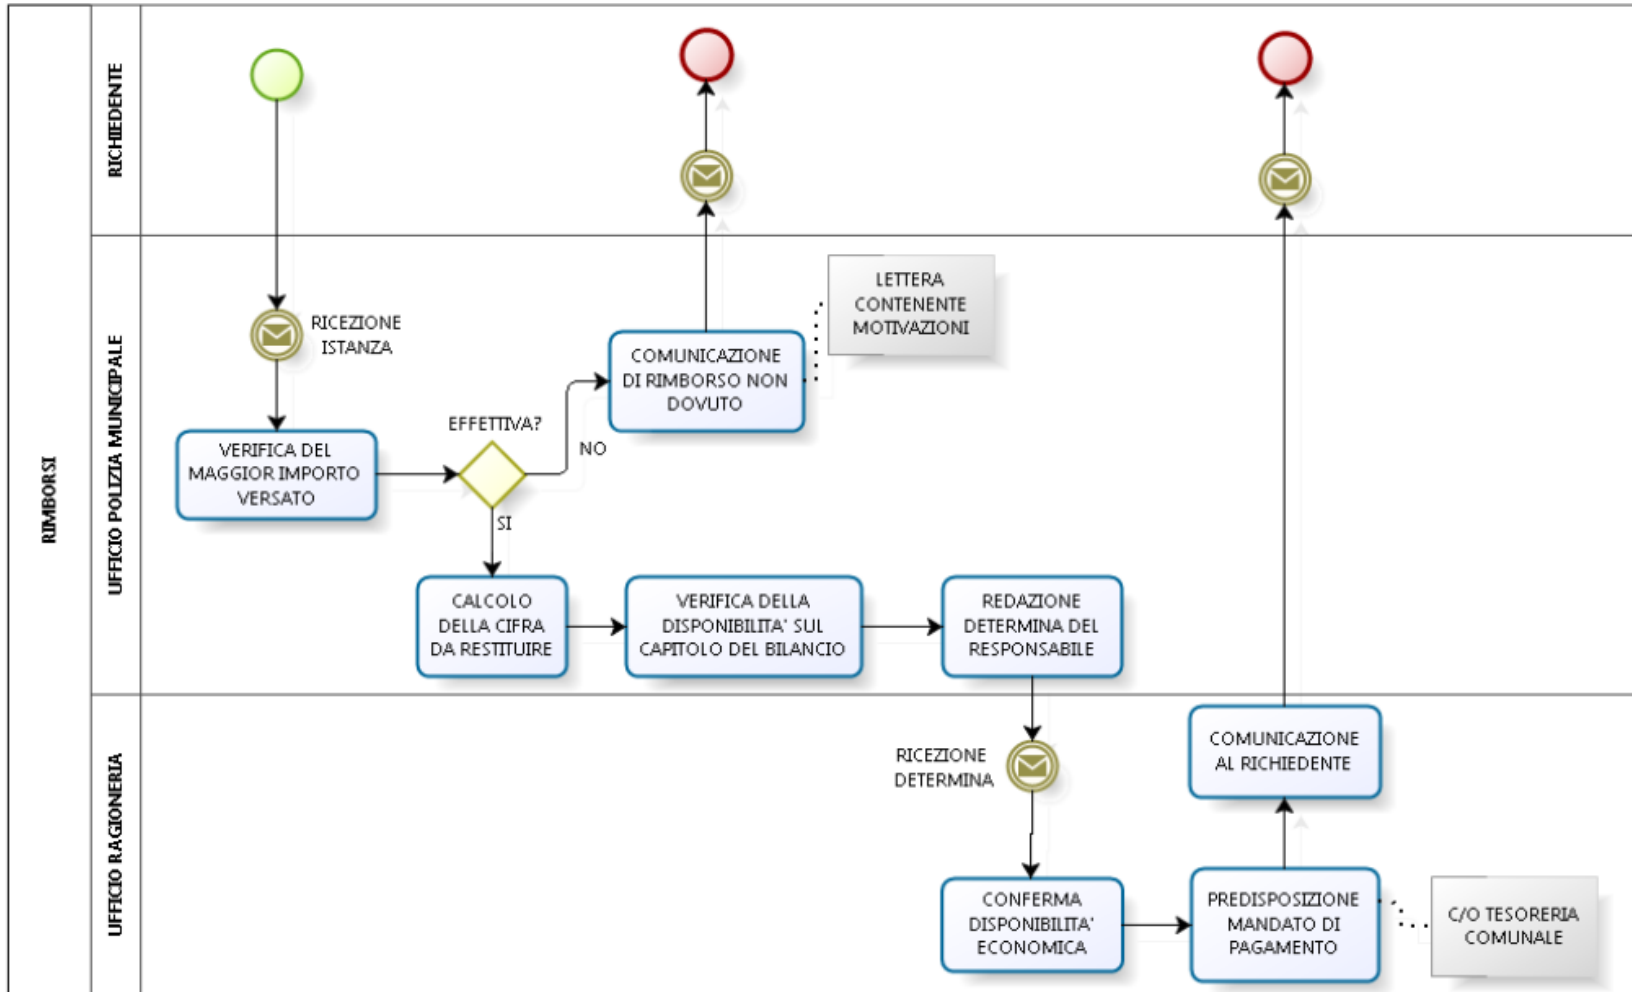 RIMBORSI
RICHIEDENTE
UFFICIO POLIZIA MUNICIPALE
RICEZIONE
ISTANZA
VERIFICA DEL
MAGGIOR IMPORTO
VERSATO
EFFETTIVA?
NO
SI
COMUNICAZIONE
DI RIMBORSO NON
DOVUTO
LETTERA
CONTENENTE
MOTIVAZIONI
CALCOLO
DELLA CIFRA
DA RESTITUIRE
VERIFICA DELLA
DISPONIBILITA' SUL
CAPITOLO DEL BILANCIO
REDAZIONE
DETERMINA DEL
RESPONSABILE
UFFICIO RAGIONERIA
RICEZIONE
DETERMINA
CONFERMA
DISPONIBILITA'
ECONOMICA
PREDISPOSIZIONE
MANDATO DI
PAGAMENTO
COMUNICAZIONE
AL RICHIEDENTE
C/O TESORERIA
COMUNALE